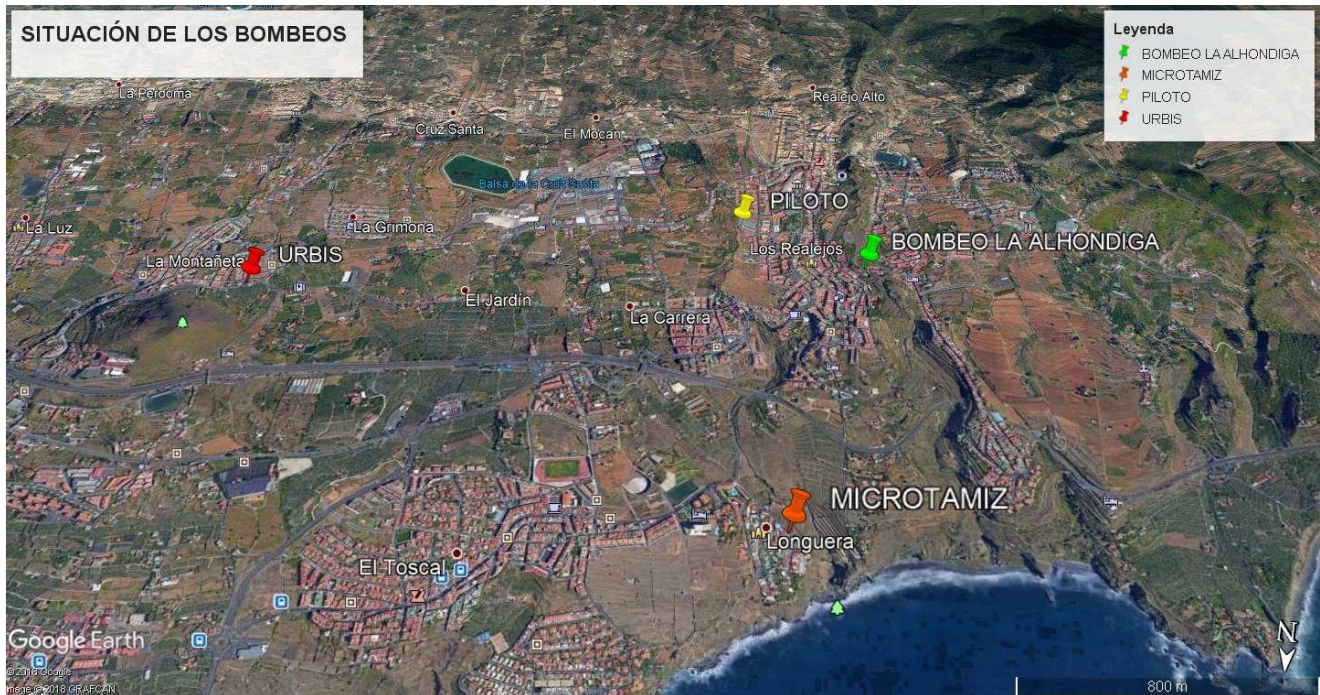 SITUACIÓN DE LOS BOMBEOS
Leyenda
BOMBEO LA ALHONDIGA
MICROTAMIZ
PILOTO
URBIS
La Perdoma
Realejo Alto
Cruz Santa
El Mocan
Balsa de la Cruz Santa
PILOTO
La Luz
La Grimona
Los Realejos
BOMBEO LA ALHONDIGA
La Montañeta
URBIS
El Jardín
La Carrera
MICROTAMIZ
Longuera
El Toscal
Google Earth
N
©2018 Google
Image © 2018 GRAFCAN
800 m